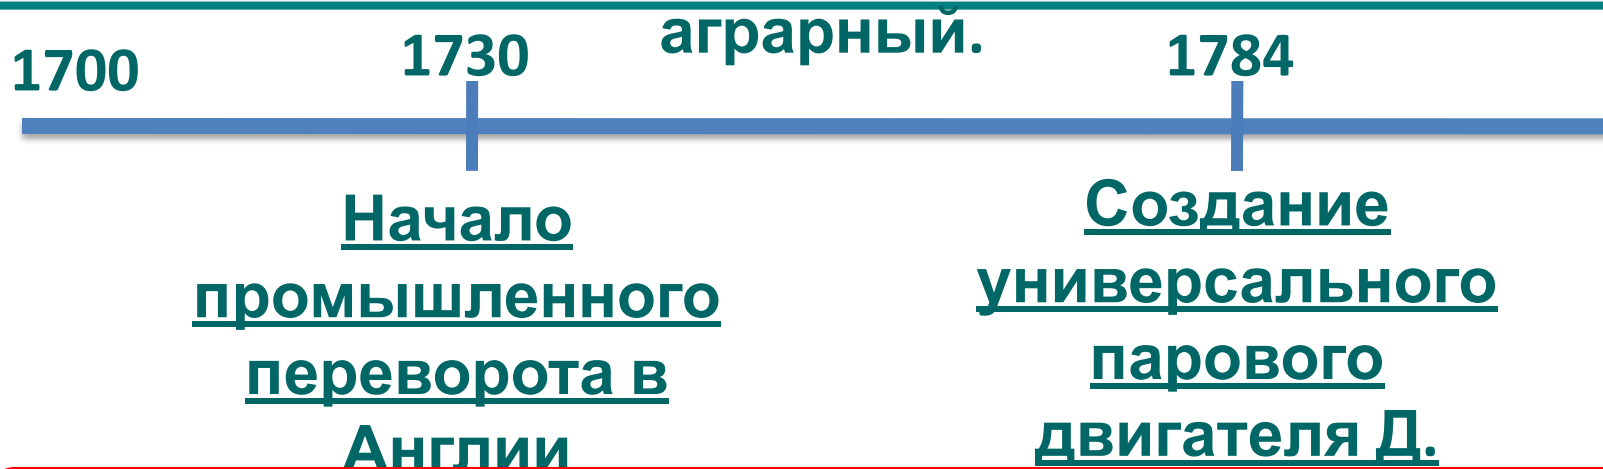 аграрный.
1700
1730
1784
Начало
промышленного
переворота в
Англии
Создание
универсального
парового
двигателя Д.